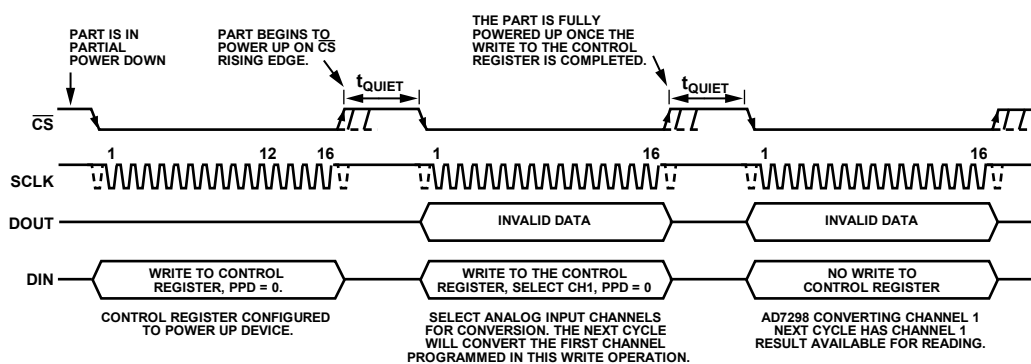 PART IS IN
PARTIAL
POWER DOWN
PART BEGINS TO
POWER UP ON CS
RISING EDGE.
THE PART IS FULLY
POWERED UP ONCE THE
WRITE TO THE CONTROL
REGISTER IS COMPLETED.
tQUIET
tQUIET
CS
1 12 16 1 16 1 16
SCLK
DOUT
INVALID DATA
INVALID DATA
DIN
WRITE TO CONTROL
REGISTER, PPD = 0.
WRITE TO THE CONTROL
REGISTER, SELECT CH1, PPD = 0
NO WRITE TO
CONTROL REGISTER
CONTROL REGISTER CONFIGURED
TO POWER UP DEVICE.
SELECT ANALOG INPUT CHANNELS
FOR CONVERSION. THE NEXT CYCLE
WILL CONVERT THE FIRST CHANNEL
PROGRAMMED IN THIS WRITE OPERATION.
AD7298 CONVERTING CHANNEL 1
NEXT CYCLE HAS CHANNEL 1
RESULT AVAILABLE FOR READING.